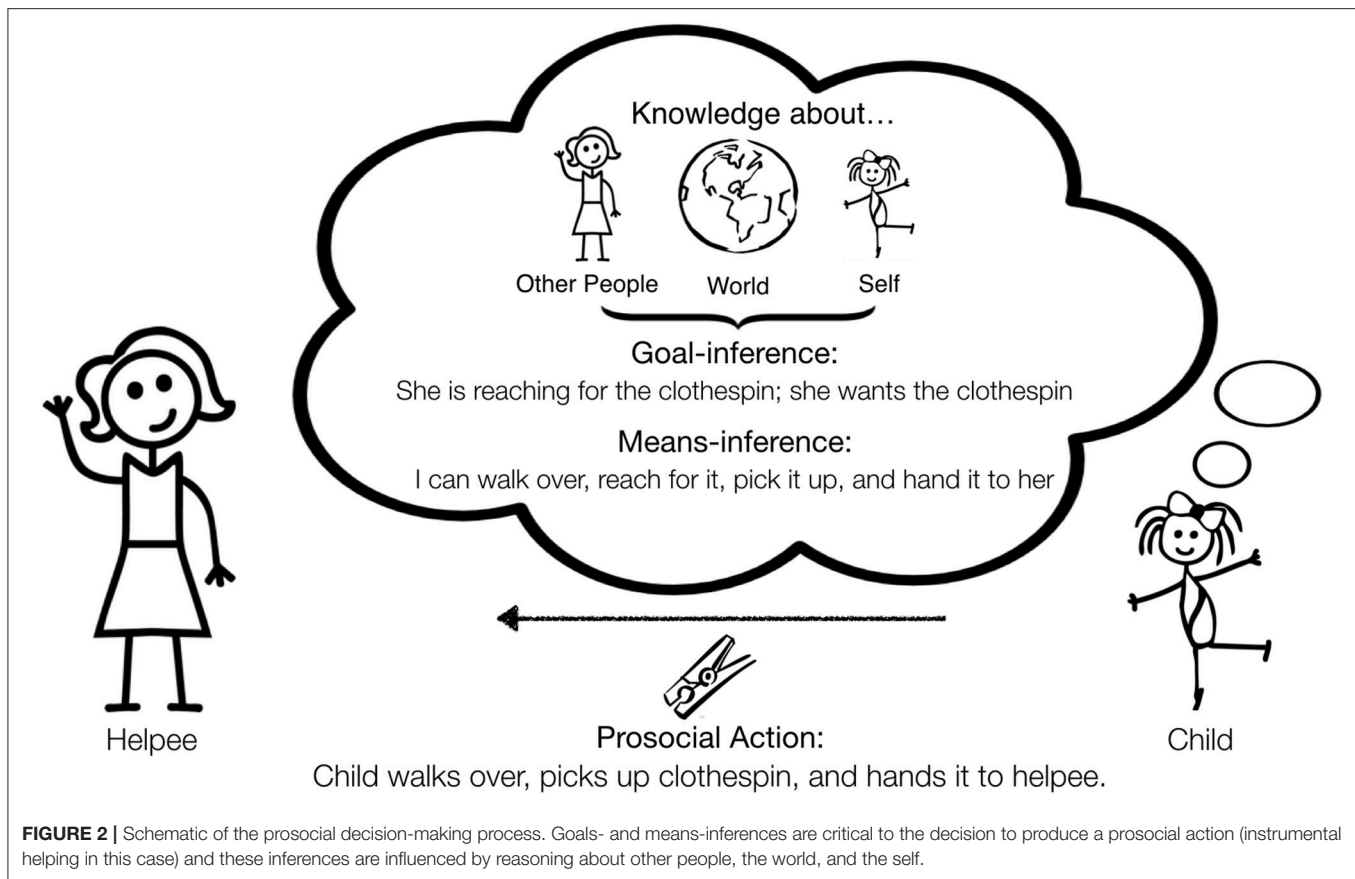 Knowledge about...
Other People World Self
Goal-inference:
She is reaching for the clothespin; she wants the clothespin
Means-inference:
I can walk over, reach for it, pick it up, and hand it to her
Helpee
Child
Prosocial Action:
Child walks over, picks up clothespin, and hands it to helpee.
FIGURE 2 | Schematic of the prosocial decision-making process. Goals- and means-inferences are critical to the decision to produce a prosocial action (instrumental
helping in this case) and these inferences are influenced by reasoning about other people, the world, and the self.